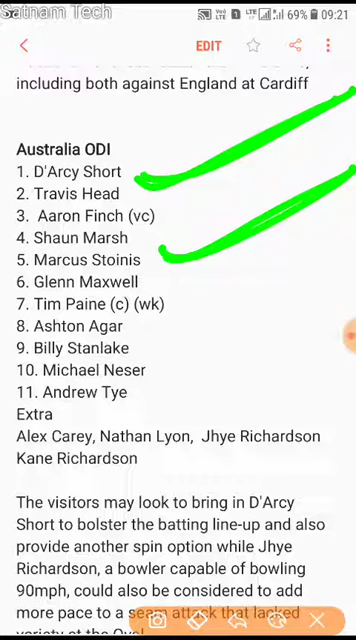 Satnam Tech
1
69% 09:21
EDIT
including both against England at Cardiff
Australia ODI
1. D'Arcy Short
2. Travis Head
3. Aaron Finch (vc)
4. Shaun Marsh
5. Marcus Stoinis
6. Glenn Maxwell
7. Tim Paine (c) (wk)
8. Ashton Agar
9. Billy Stanlake
10. Michael Neser
11. Andrew Tye
Extra
Alex Carey, Nathan Lyon, Jhye Richardson
Kane Richardson
The visitors may look to bring in D'Arcy
Short to bolster the batting line-up and also
provide another spin option while Jhye
Richardson, a bowler capable of bowling
90mph, could also be considered to add
more pace to a seam attack that lacked
variety at the Oval